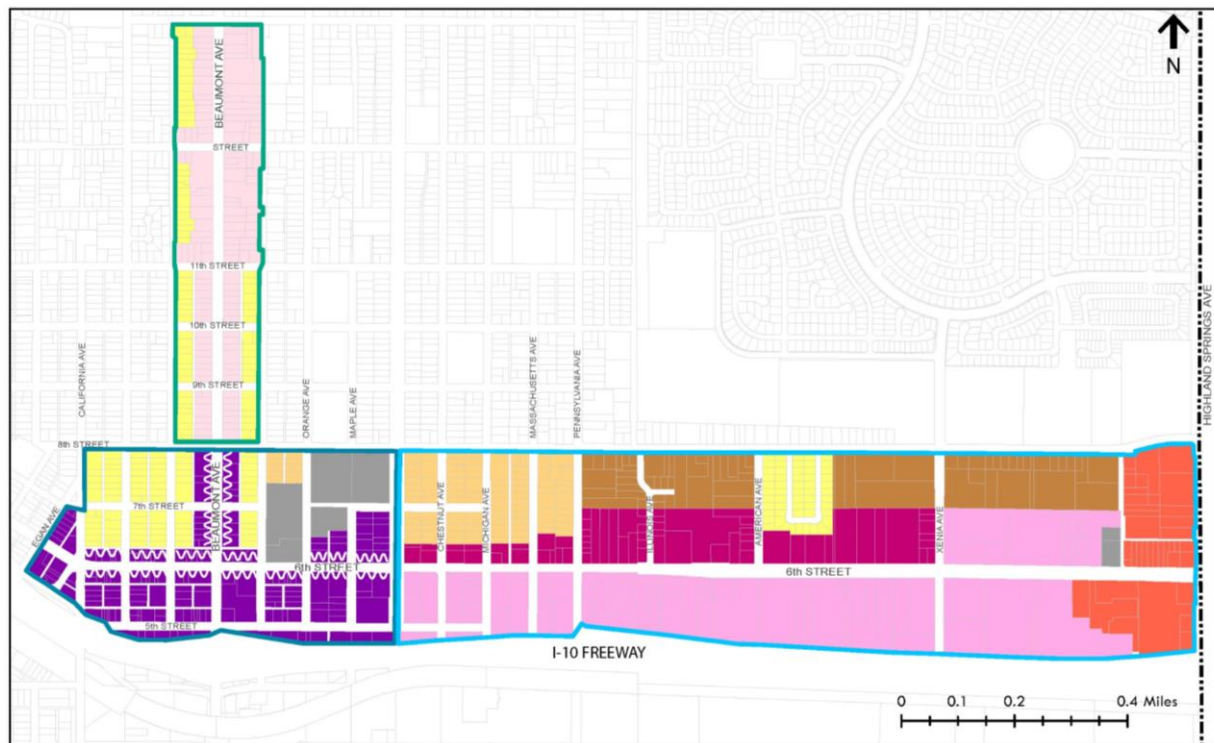 BEAUMONT AVE
N
STREET
11th STREET
HIGHLAND SPRINGS AVE
10th STREET
CALIFORNIA AVE
9th STREET
ORANGE AVE
MAPLE AVE
MASSACHUSETTS AVE
PENNSYLVANIA AVE
8th STREET
EGAN AVE
7th STREET
BEAUMONT AVE
CHESTNUT AVE
MICHIGAN AVE
ILLINOIS AVE
AMERICAN AVE
XENIA AVE
6th STREET
6th STREET
5th STREET
I-10 FREEWAY
0 0.1 0.2 0.4 Miles